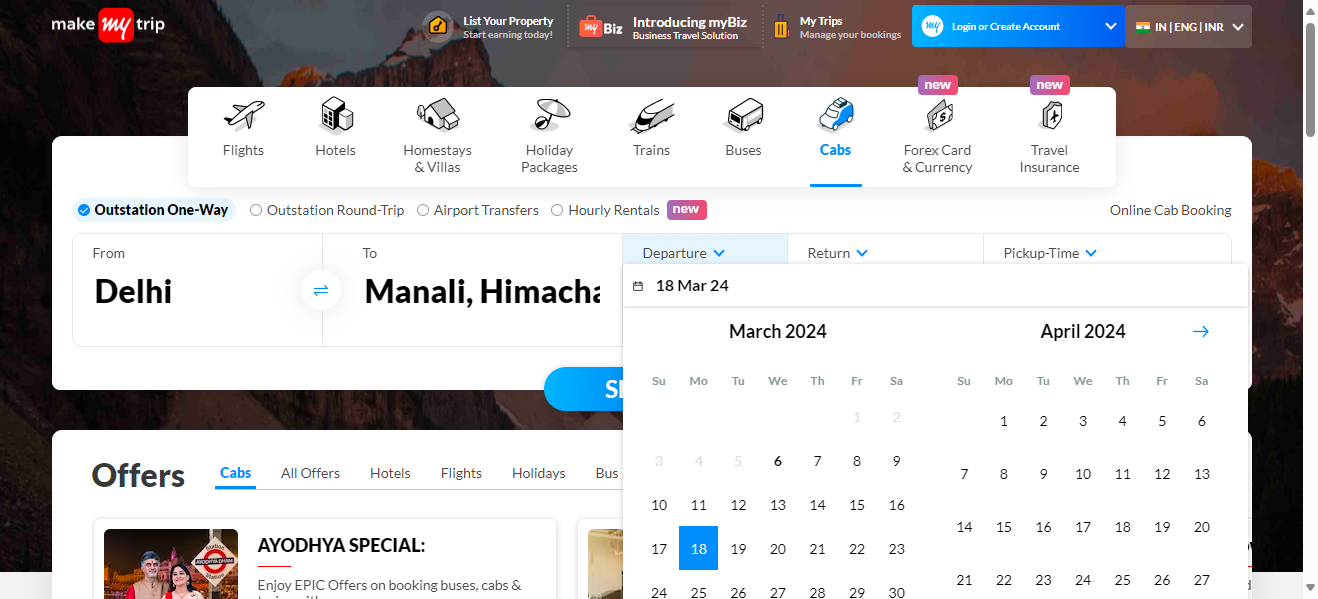 make my trip
List Your Property
Start earning today!
my Biz
Introducing myBiz
Business Travel Solution
My Trips
Manage your bookings
my
Login or Create Account
IN | ENG | INR
new
new
Flights
Hotels
Homestays
& Villas
Holiday
Packages
Trains
Buses
Cabs
Forex Card
& Currency
Travel
Insurance
Outstation One-Way
Outstation Round-Trip
Airport Transfers
Hourly Rentals
new
Online Cab Booking
From
Delhi
To
Manali, Himacha
Departure
Return
Pickup-Time
18 Mar 24
March 2024
April 2024
Su Mo Tu We Th Fr Sa
Su Mo Tu We Th Fr Sa
1 2
1 2 3 4 5 6
3 4 5 6 7 8 9
7 8 9 10 11 12 13
10 11 12 13 14 15 16
14 15 16 17 18 19 20
17 18 19 20 21 22 23
21 22 23 24 25 26 27
24 25 26 27 28 29 30
Offers
Cabs
All Offers
Hotels
Flights
Holidays
Bus
Station
AYODHYA DHAM
Station
AYODHYA SPECIAL:
Enjoy EPIC Offers on booking buses, cabs &